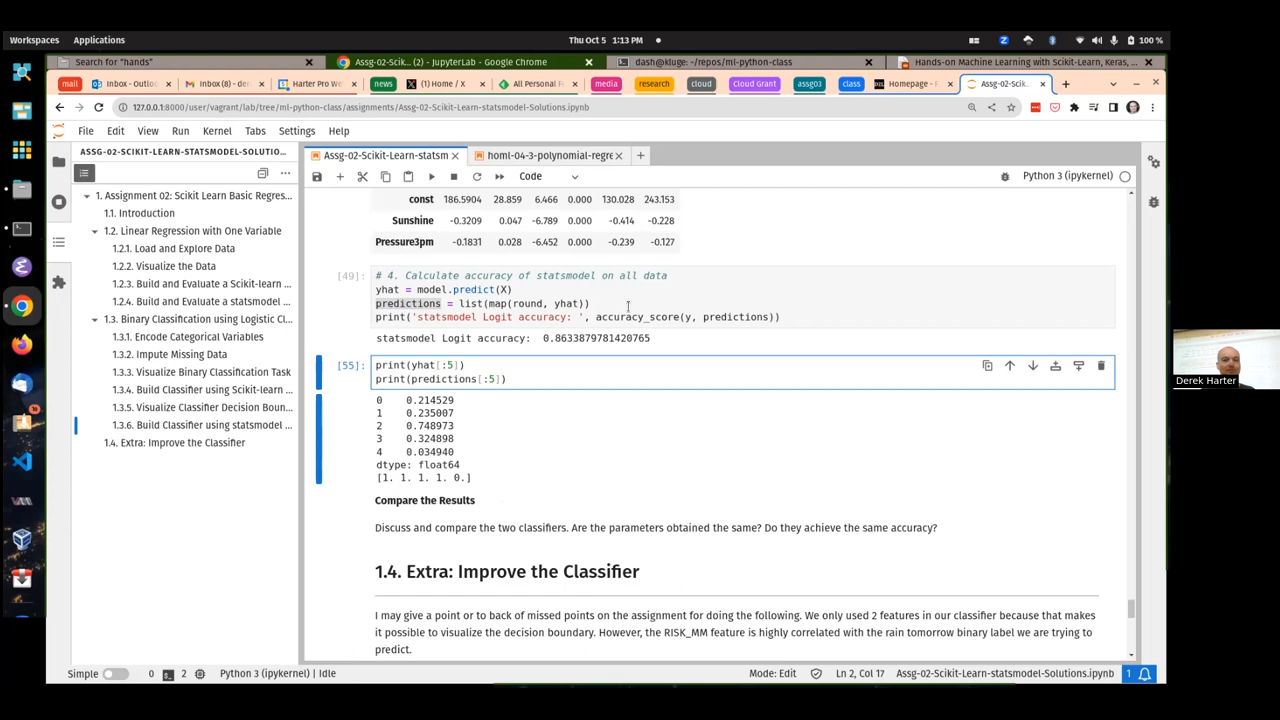 Workspaces Applications Thu Oct 5 1:13 PM 100 %
Search for "hands" Assg-02-Scik... (2) - JupyterLab - Google Chrome dash@kluge: ~/repos/ml-python-class Hands-on Machine Learning with Scikit-Learn, Keras, ...
mail Inbox - Outloo Inbox (8) - der Harter Pro W news (1) Home / X All Personal F media research cloud Cloud Grant assg03 class Homepage - F Assg-02-Scik
127.0.0.1:8000/user/vagrant/lab/tree/ml-python-class/assignments/Assg-02-Scikit-Learn-statsmodel-Solutions.ipynb
File Edit View Run Kernel Tabs Settings Help
ASSG-02-SCIKIT-LEARN-STATSMODEL-SOLUTIO...
1. Assignment 02: Scikit Learn Basic Regres...
1.1. Introduction
1.2. Linear Regression with One Variable
1.2.1. Load and Explore Data
1.2.2. Visualize the Data
1.2.3. Build and Evaluate a Scikit-learn ...
1.2.4. Build and Evaluate a statsmodel ...
1.3. Binary Classification using Logistic Cl...
1.3.1. Encode Categorical Variables
1.3.2. Impute Missing Data
1.3.3. Visualize Binary Classification Task
1.3.4. Build Classifier using Scikit-learn ...
1.3.5. Visualize Classifier Decision Boun...
1.3.6. Build Classifier using statsmodel ...
1.4. Extra: Improve the Classifier
Assg-02-Scikit-Learn-statsm homl-04-3-polynomial-regre
Code Python 3 (ipykernel)
const 186.5904 28.859 6.466 0.000 130.028 243.153
Sunshine -0.3209 0.047 -6.789 0.000 -0.414 -0.228
Pressure3pm -0.1831 0.028 -6.452 0.000 -0.239 -0.127
[49]: # 4. Calculate accuracy of statsmodel on all data
yhat = model.predict(X)
predictions = list(map(round, yhat))
print('statsmodel Logit accuracy: ', accuracy_score(y, predictions))
statsmodel Logit accuracy: 0.8633879781420765
[55]: print(yhat[:5])
print(predictions[:5])
0 0.214529
1 0.235007
2 0.748973
3 0.324898
4 0.034940
dtype: float64
[1. 1. 1. 1. 0.]
Compare the Results
Discuss and compare the two classifiers. Are the parameters obtained the same? Do they achieve the same accuracy?
1.4. Extra: Improve the Classifier
I may give a point or to back of missed points on the assignment for doing the following. We only used 2 features in our classifier because that makes
it possible to visualize the decision boundary. However, the RISK_MM feature is highly correlated with the rain tomorrow binary label we are trying to
predict.
Simple 0 2 Python 3 (ipykernel) | Idle Mode: Edit Ln 2, Col 17 Assg-02-Scikit-Learn-statsmodel-Solutions.ipynb 1
Derek Harter